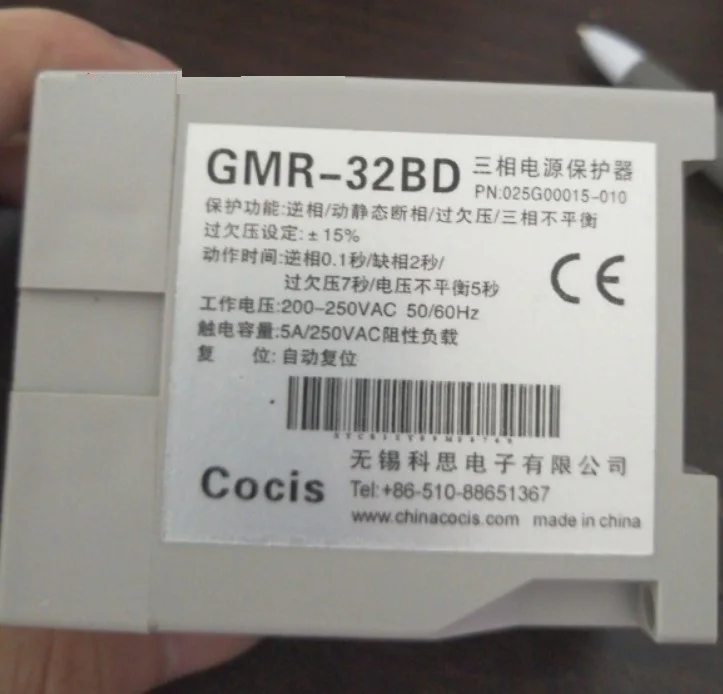 GMR-32BD 三相电源保护器
PN:025G00015-010
保护功能:逆相/动静态断相/过欠压/三相不平衡
过欠压设定:±15%
动作时间:逆相0.1秒/缺相2秒/
过欠压7秒/电压不平衡5秒
CE
工作电压:200-250VAC 50/60Hz
触电容量:5A/250VAC阻性负载
复 位:自动复位
无锡科思电子有限公司
Cocis
Tel:+86-510-88651367
www.chinacocis.com made in china